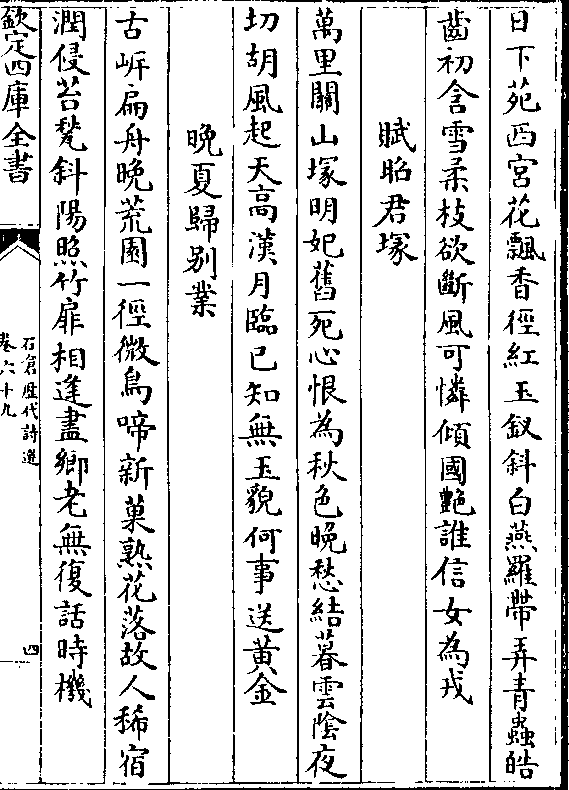 日下苑西宮花飄香徑紅玉釵斜白燕羅帶弄青蟲皓
齒初含雪柔枝欲斷風可憐傾國艶誰信女為戎
賦昭君塚
萬里關山塚明妃舊死心恨為秋色晚愁結暮雲陰夜
切胡風起天高漢月臨已知無玉貌何事送黄金
晚夏歸别業
古岸扁舟晚荒園一徑微鳥啼新菓熟花落故人稀宿
潤侵苔甃斜陽照竹扉相逢盡鄉老無復話時機
欽定四庫全書
石倉歷代詩選
卷六十九
四